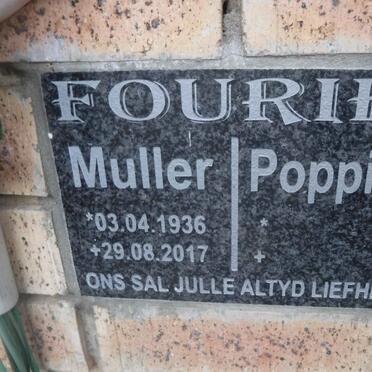 FOURIE
Muller | Poppi
*03.04.1936 *
+29.08.2017 +
ONS SAL JULLE ALTYD LIEFH